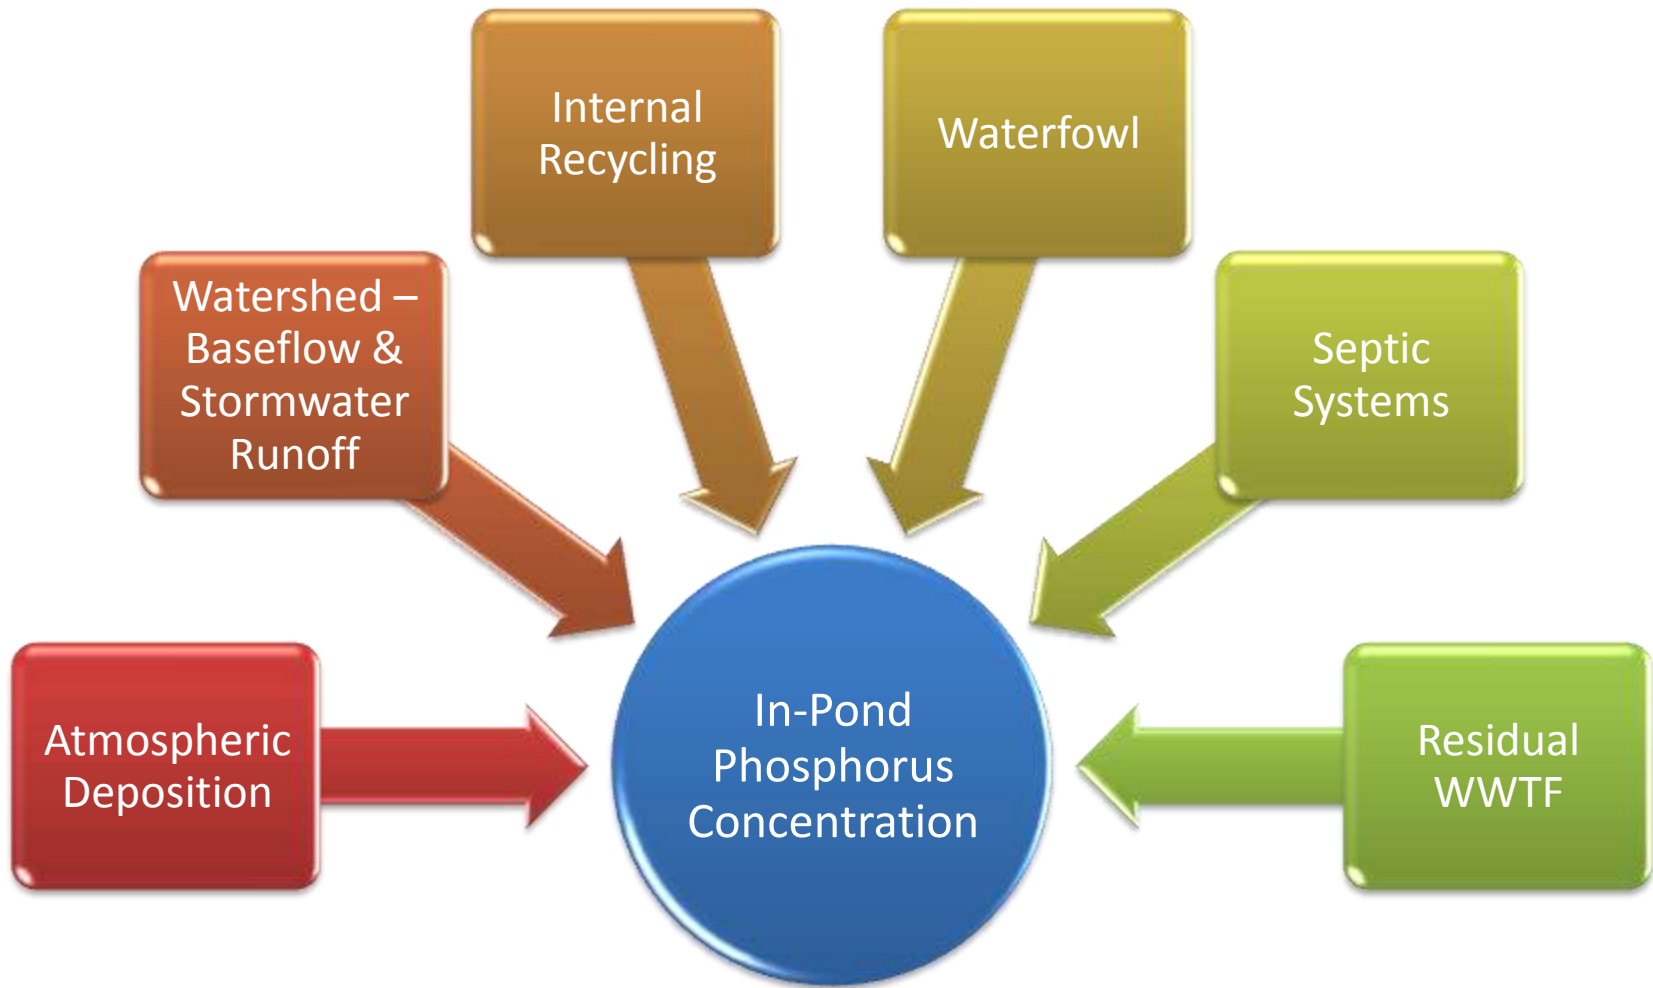 Internal
Recycling
Waterfowl
Watershed –
Baseflow &
Stormwater
Runoff
Septic
Systems
Atmospheric
Deposition
In-Pond
Phosphorus
Concentration
Residual
WWTF